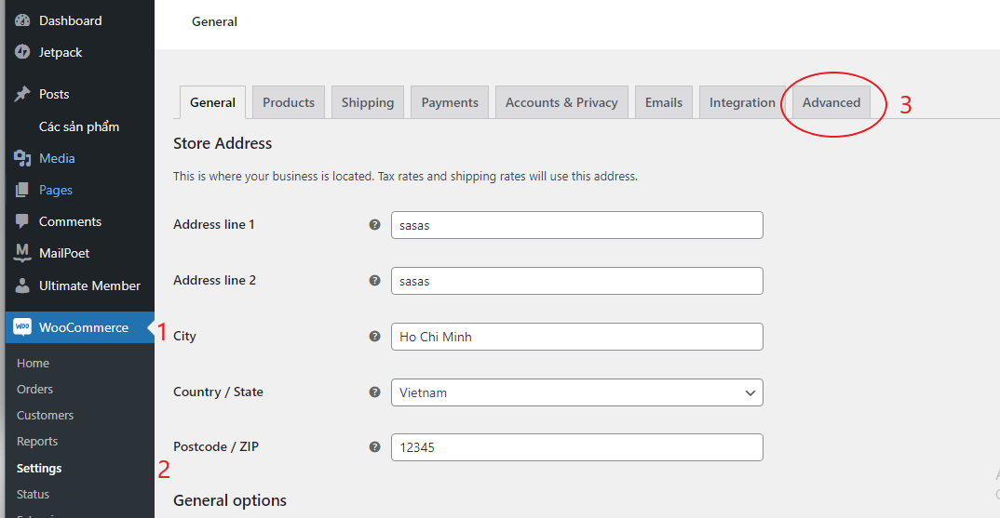 Dashboard
Jetpack
Posts
Các sản phẩm
Media
Pages
Comments
MailPoet
Ultimate Member
WooCommerce 1
Home
Orders
Customers
Reports
Settings 2
Status
General
General Products Shipping Payments Accounts & Privacy Emails Integration Advanced 3
Store Address
This is where your business is located. Tax rates and shipping rates will use this address.
Address line 1 ? sasas
Address line 2 ? sasas
City ? Ho Chi Minh
Country / State ? Vietnam
Postcode / ZIP ? 12345
General options